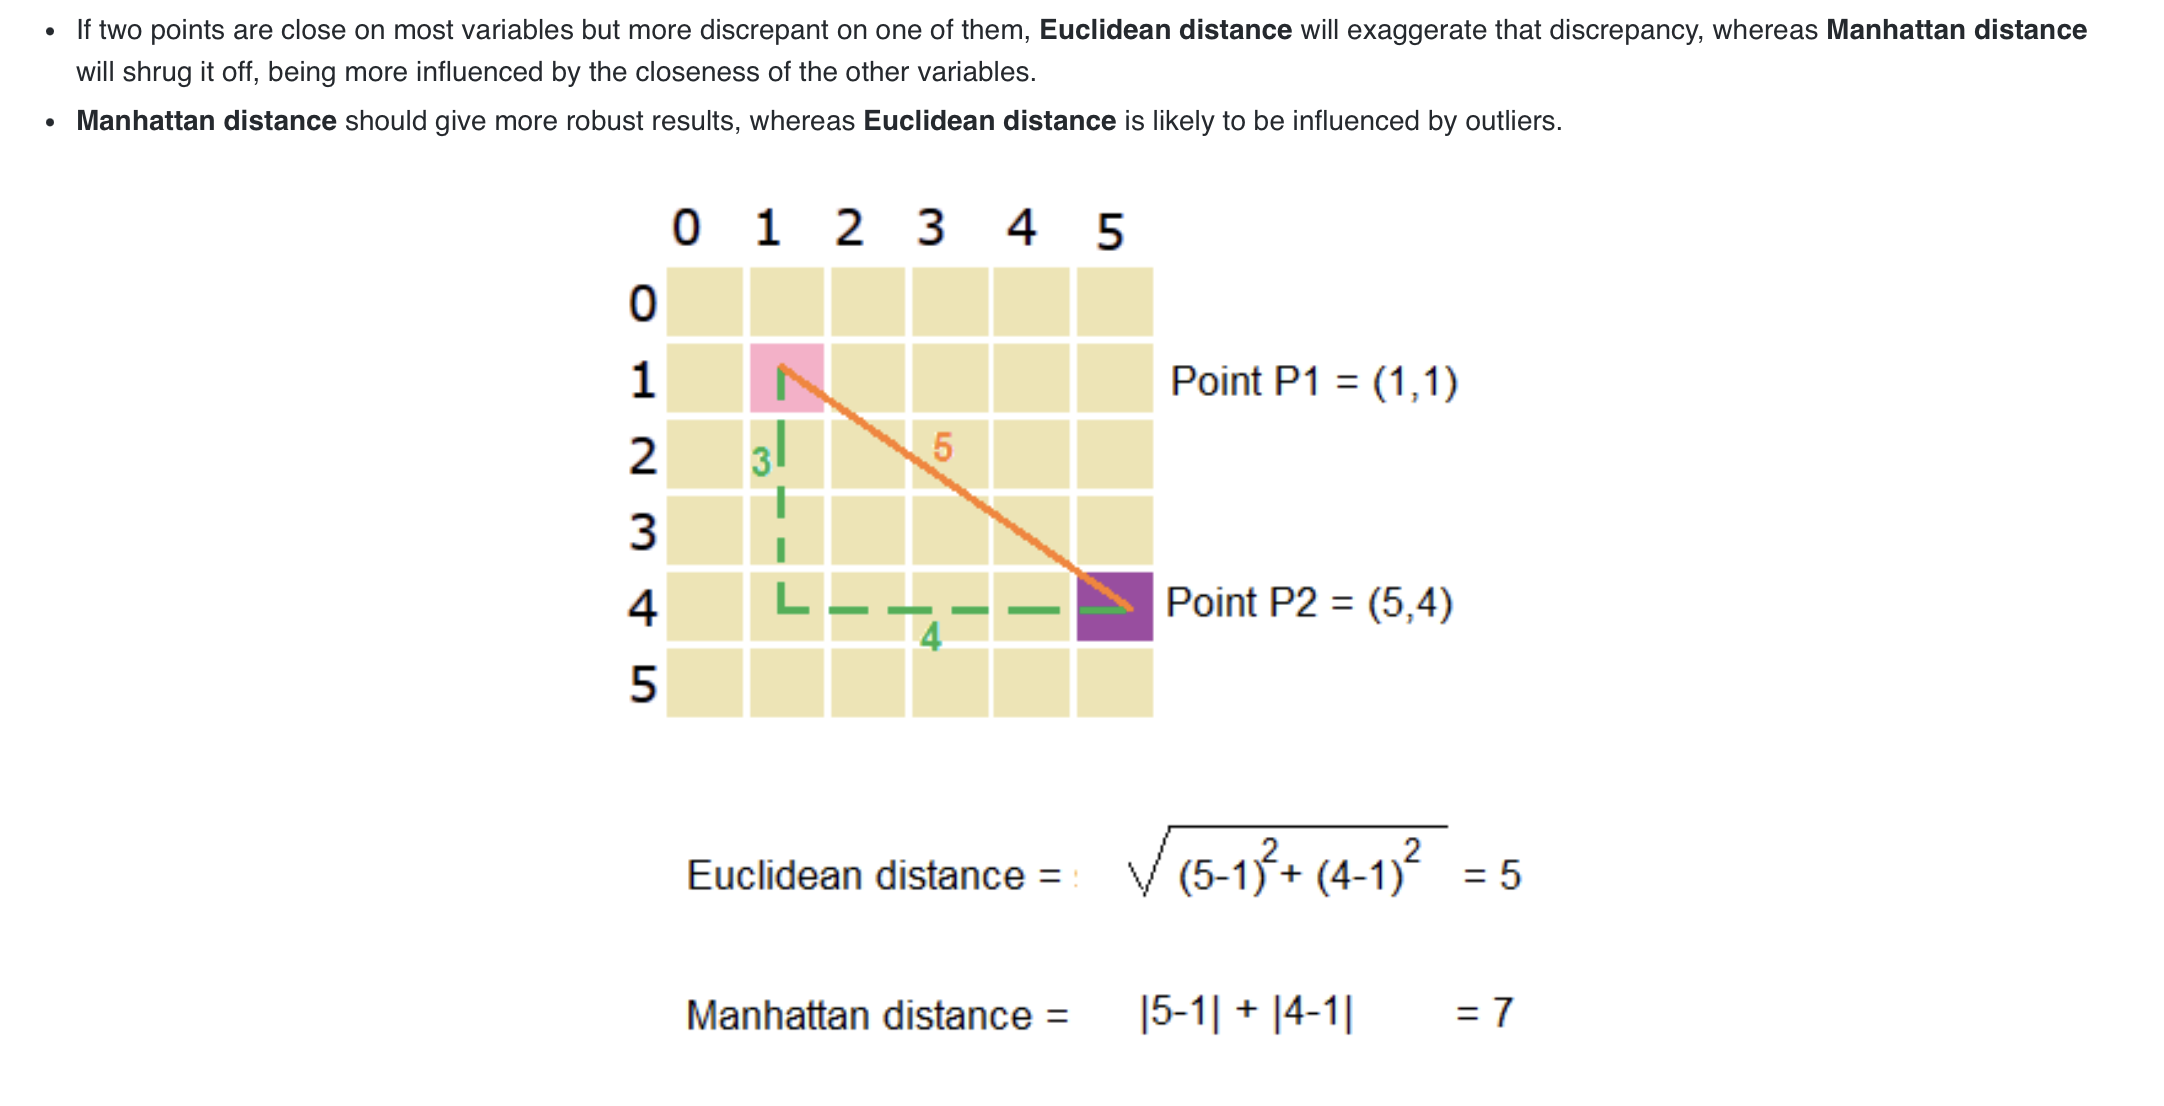 If two points are close on most variables but more discrepant on one of them, Euclidean distance will exaggerate that discrepancy, whereas Manhattan distance
will shrug it off, being more influenced by the closeness of the other variables.
Manhattan distance should give more robust results, whereas Euclidean distance is likely to be influenced by outliers.
0 1 2 3 4 5
0
1 Point P1 = (1,1)
2 3 5
3
4 Point P2 = (5,4)
4
5
Euclidean distance = √(5-1)²+ (4-1)² = 5
Manhattan distance = |5-1| + |4-1| = 7